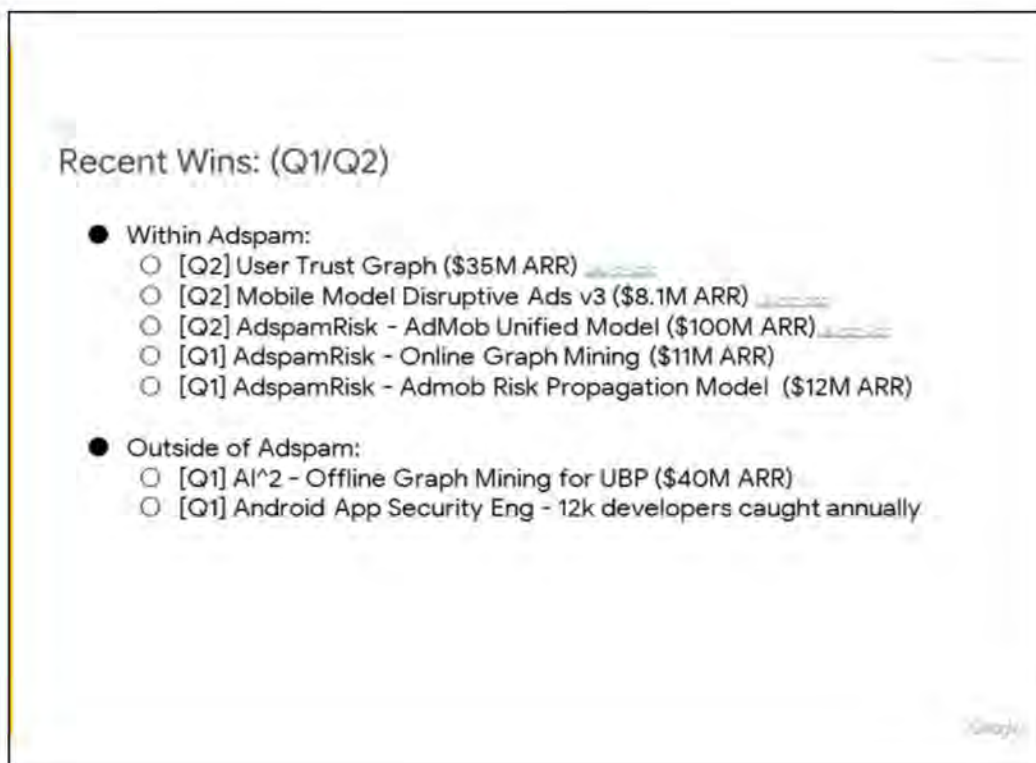 Recent Wins: (Q1/Q2)
● Within Adspam:
○ [Q2] User Trust Graph ($35M ARR)
○ [Q2] Mobile Model Disruptive Ads v3 ($8.1M ARR)
○ [Q2] AdspamRisk - AdMob Unified Model ($100M ARR)
○ [Q1] AdspamRisk - Online Graph Mining ($11M ARR)
○ [Q1] AdspamRisk - Admob Risk Propagation Model ($12M ARR)
● Outside of Adspam:
○ [Q1] AI^2 - Offline Graph Mining for UBP ($40M ARR)
○ [Q1] Android App Security Eng - 12k developers caught annually
Google